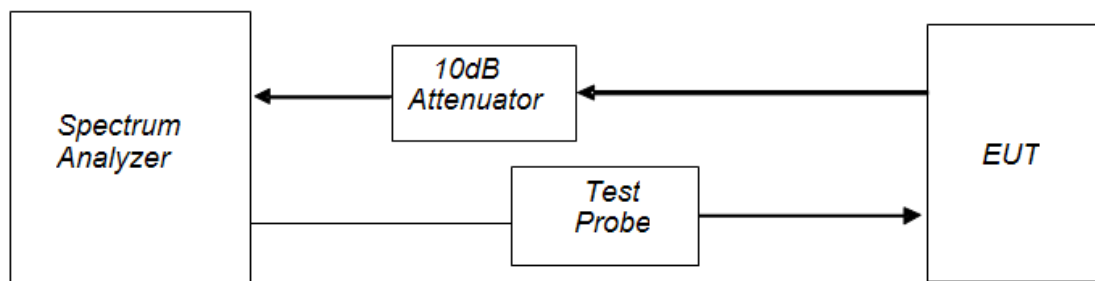 10dB
Attenuator
Spectrum
Analyzer
EUT
Test
Probe